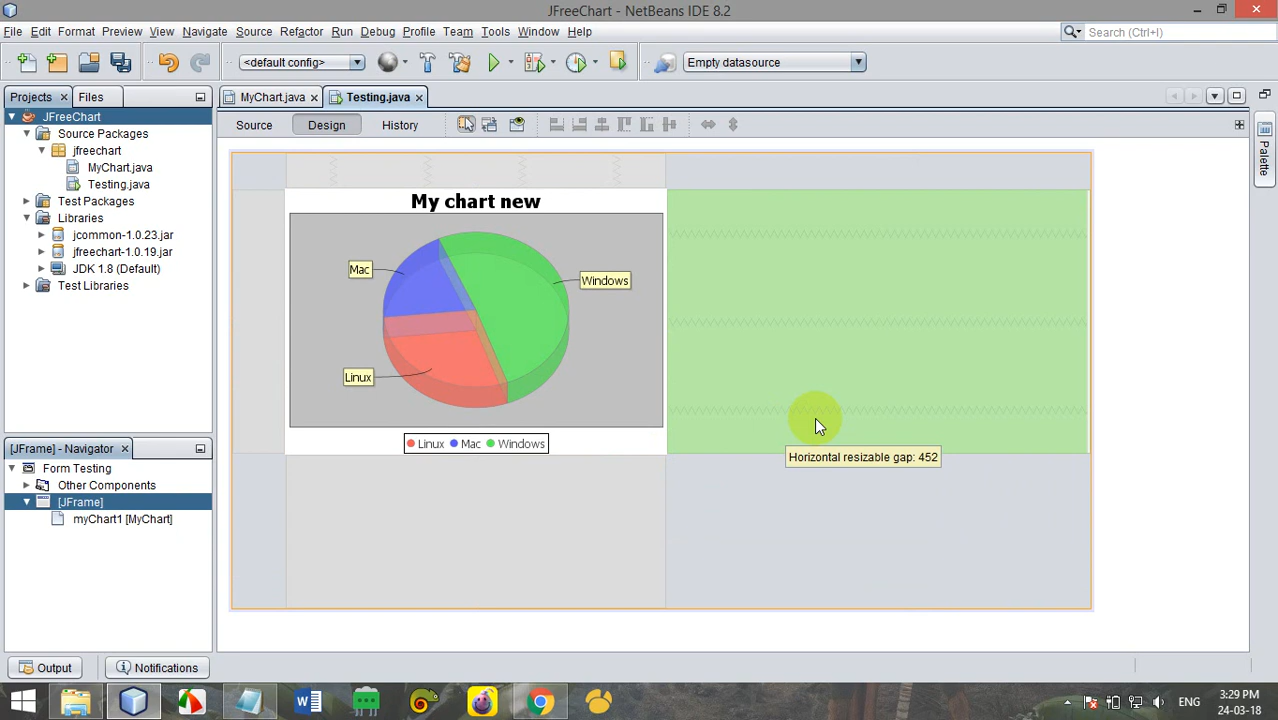 JFreeChart - NetBeans IDE 8.2
File Edit Format Preview View Navigate Source Refactor Run Debug Profile Team Tools Window Help
Search (Ctrl+I)
<default config>
Empty datasource
Projects Files
MyChart.java Testing.java
JFreeChart
Source Packages
jfreechart
MyChart.java
Testing.java
Test Packages
Libraries
jcommon-1.0.23.jar
jfreechart-1.0.19.jar
JDK 1.8 (Default)
Test Libraries
Source Design History
Palette
My chart new
Mac
Windows
Linux
Linux Mac Windows
Horizontal resizable gap: 452
[JFrame] - Navigator
Form Testing
Other Components
[JFrame]
myChart1 [MyChart]
Output Notifications
ENG
3:29 PM
24-03-18